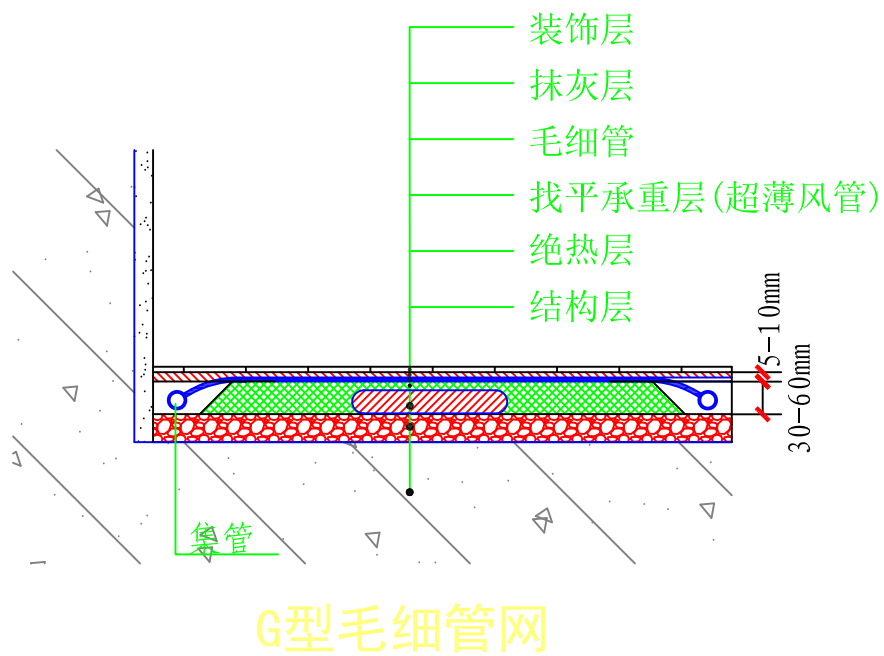 装饰层
抹灰层
毛细管
找平承重层(超薄风管)
绝热层
结构层
5-10mm
30-60mm
集管
G型毛细管网